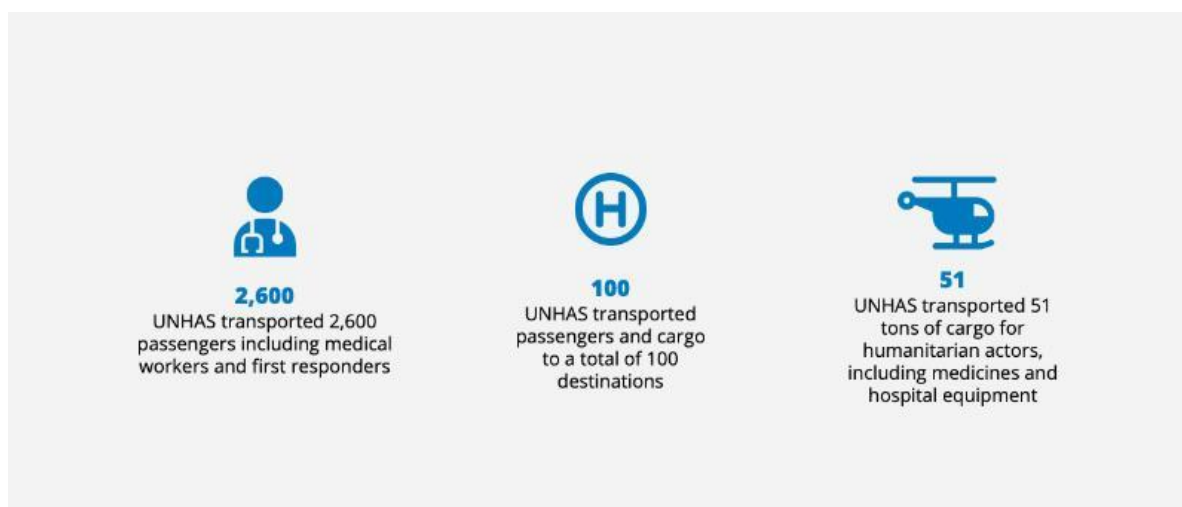 H
2,600
UNHAS transported 2,600
passengers including medical
workers and first responders
100
UNHAS transported
passengers and cargo
to a total of 100
destinations
51
UNHAS transported 51
tons of cargo for
humanitarian actors,
including medicines and
hospital equipment